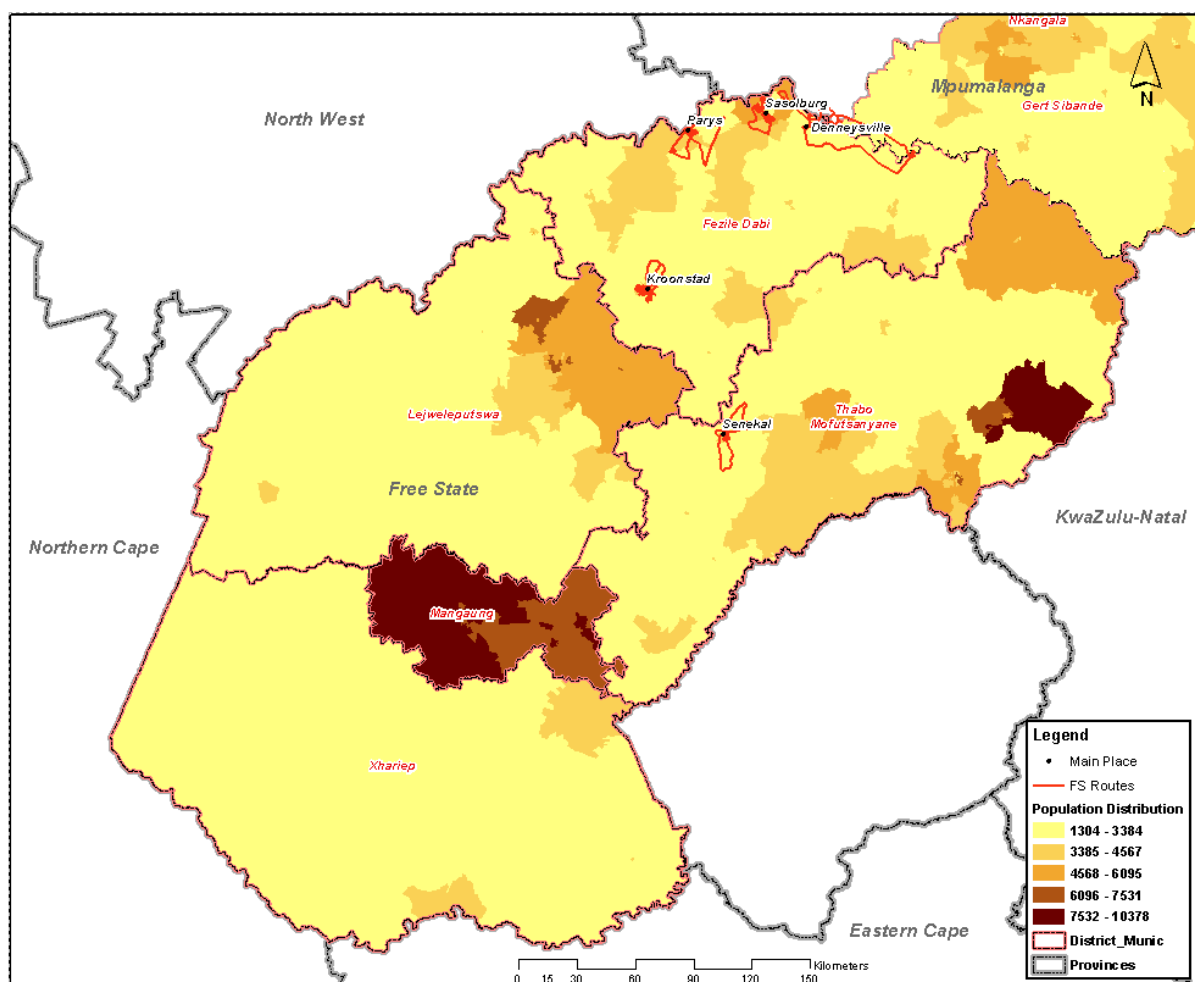 Nkangala
Mpumalanga
Gert Sibande
N
North West
Sasolburg
Parys
Denneysville
Fezile Dabi
Kroonstad
Lejweleputswa
Thabo
Mofutsanyane
Senekal
Free State
KwaZulu-Natal
Northern Cape
Mangaung
Xhariep
Eastern Cape
Legend
Main Place
FS Routes
Population Distribution
1304 - 3384
3385 - 4567
4568 - 6095
6096 - 7531
7532 - 10378
District_Munic
Provinces
Kilometers
0 15 30 60 90 120 150